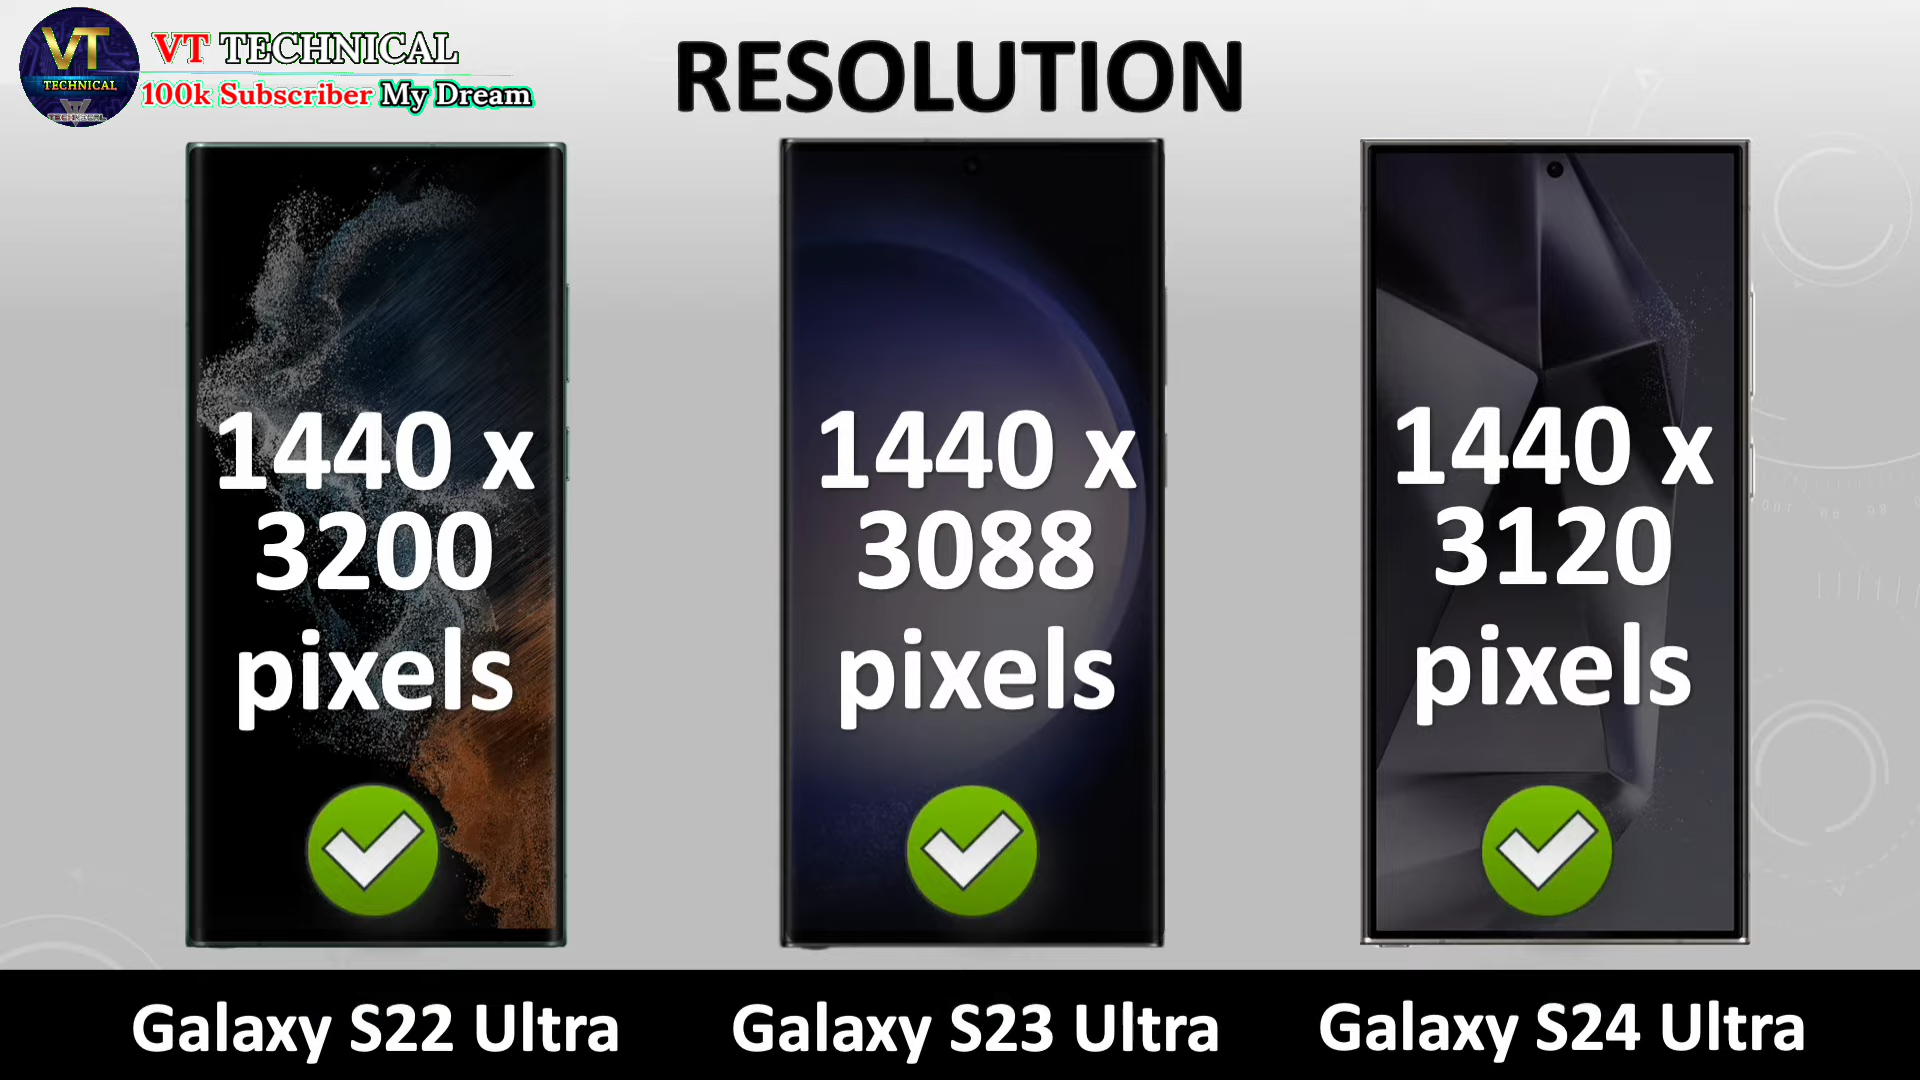 VT
TECHNICAL
TECHNICAL
VT TECHNICAL
100k Subscriber My Dream
RESOLUTION
1440 x
3200
pixels
1440 x
3088
pixels
1440 x
3120
pixels
Galaxy S22 Ultra
Galaxy S23 Ultra
Galaxy S24 Ultra